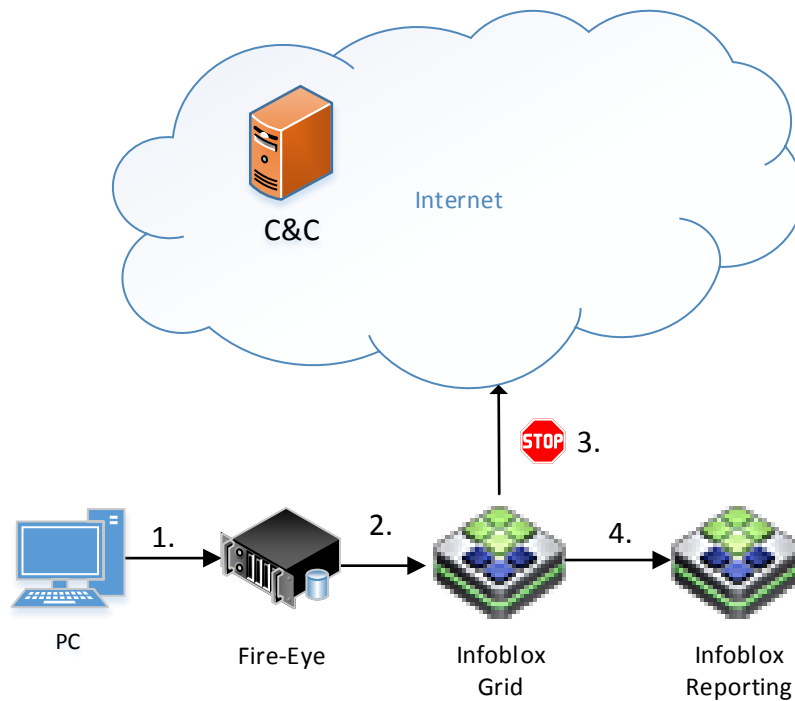 C&C
Internet
STOP
3.
1.
2.
4.
PC
Fire-Eye
Infoblox
Grid
Infoblox
Reporting